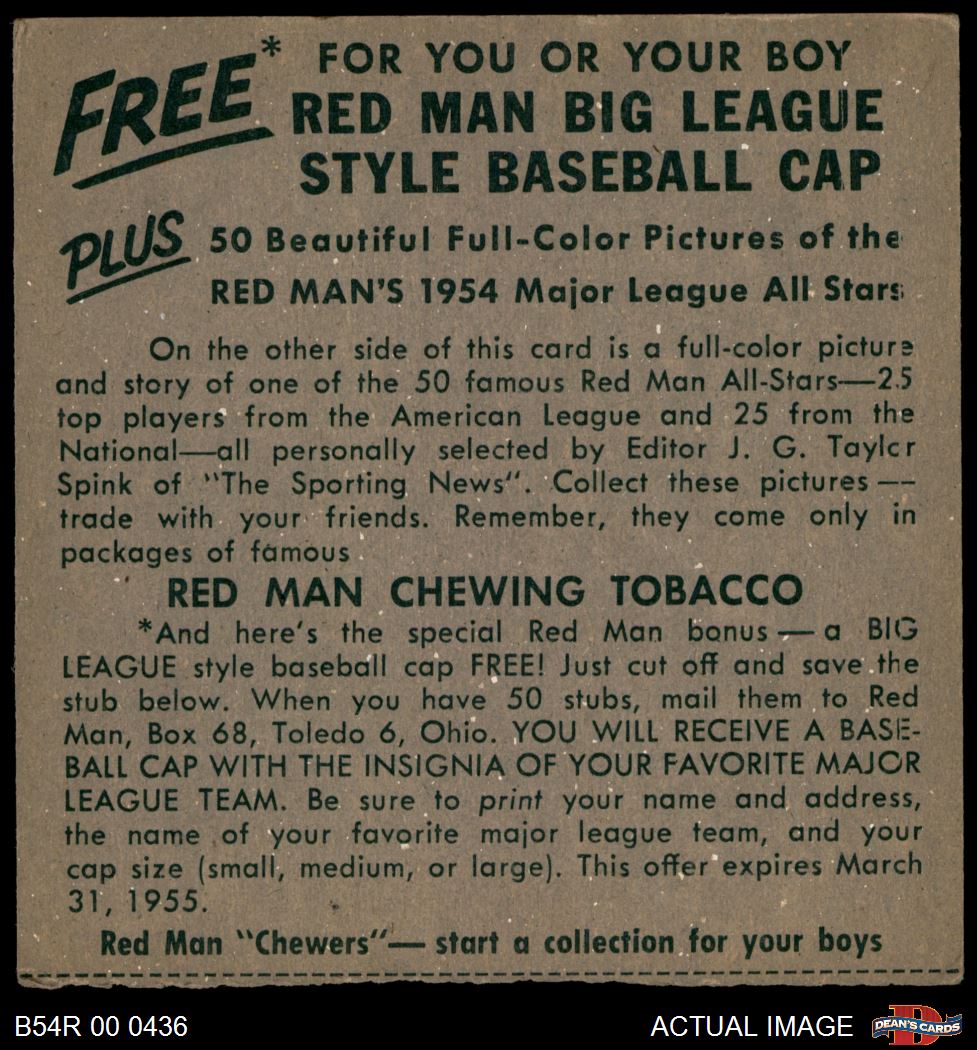 FREE* FOR YOU OR YOUR BOY
RED MAN BIG LEAGUE
STYLE BASEBALL CAP
PLUS 50 Beautiful Full-Color Pictures of the
RED MAN'S 1954 Major League All Stars
On the other side of this card is a full-color picture
and story of one of the 50 famous Red Man All-Stars—25
top players from the American League and 25 from the
National—all personally selected by Editor J. G. Taylor
Spink of "The Sporting News". Collect these pictures —
trade with your friends. Remember, they come only in
packages of famous
RED MAN CHEWING TOBACCO
*And here's the special Red Man bonus — a BIG
LEAGUE style baseball cap FREE! Just cut off and save the
stub below. When you have 50 stubs, mail them to Red
Man, Box 68, Toledo 6, Ohio. YOU WILL RECEIVE A BASE-
BALL CAP WITH THE INSIGNIA OF YOUR FAVORITE MAJOR
LEAGUE TEAM. Be sure to print your name and address,
the name of your favorite major league team, and your
cap size (small, medium, or large). This offer expires March
31, 1955.
Red Man "Chewers"— start a collection for your boys
B54R 00 0436
ACTUAL IMAGE
D
DEAN'S CARDS